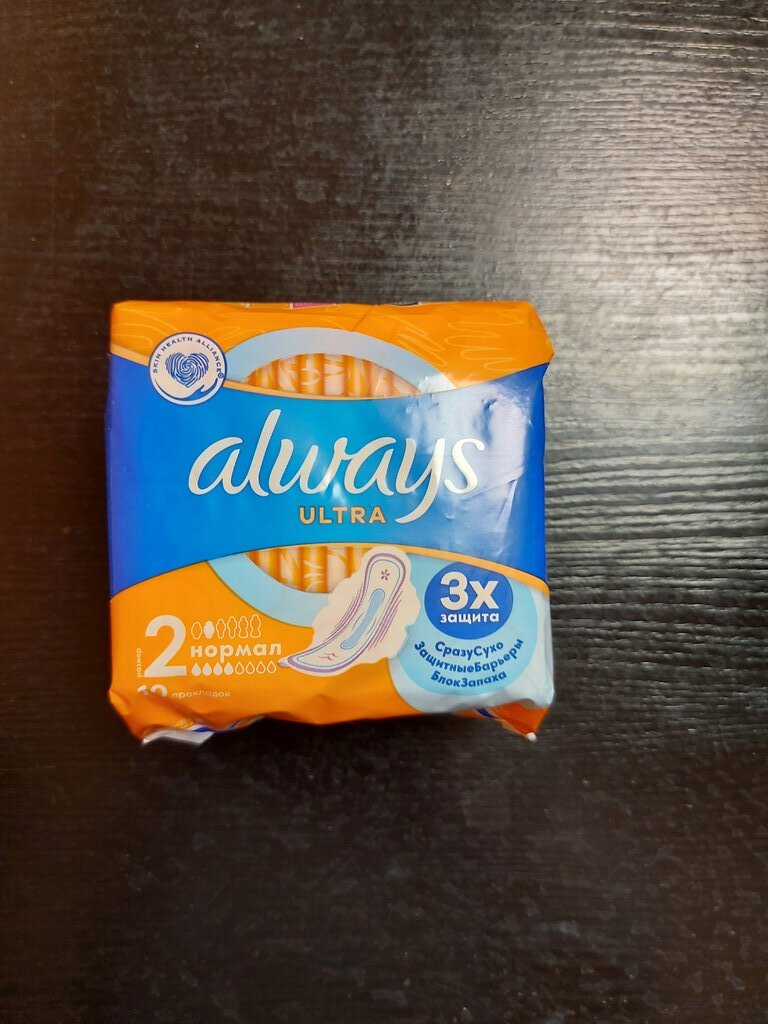 SKIN HEALTH ALLIANCE
always
ULTRA
3x
защита
СразуСухо
ЗащитныеБарьеры
БлокЗапаха
размер
2
нормал
прокладок